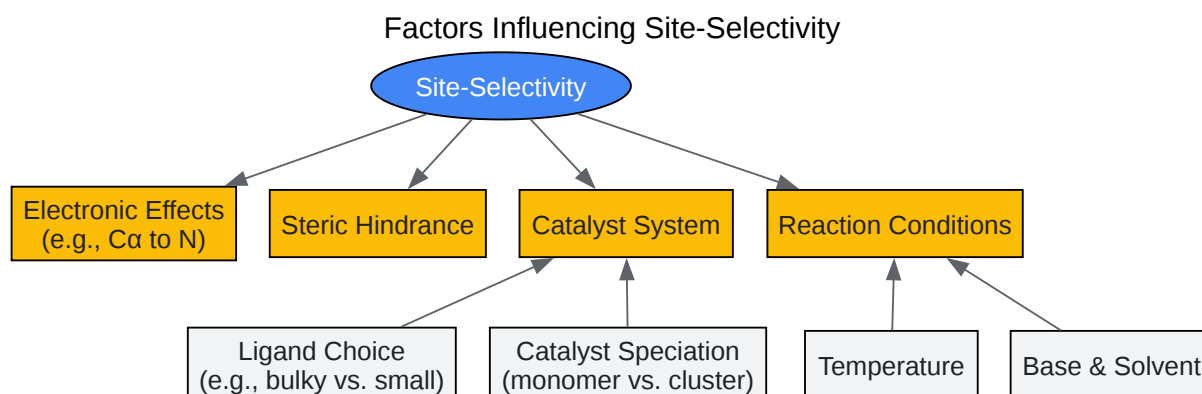 Factors Influencing Site-Selectivity
Site-Selectivity
Electronic Effects
(e.g., Cα to N)
Steric Hindrance
Catalyst System
Reaction Conditions
Ligand Choice
(e.g., bulky vs. small)
Catalyst Speciation
(monomer vs. cluster)
Temperature
Base & Solvent